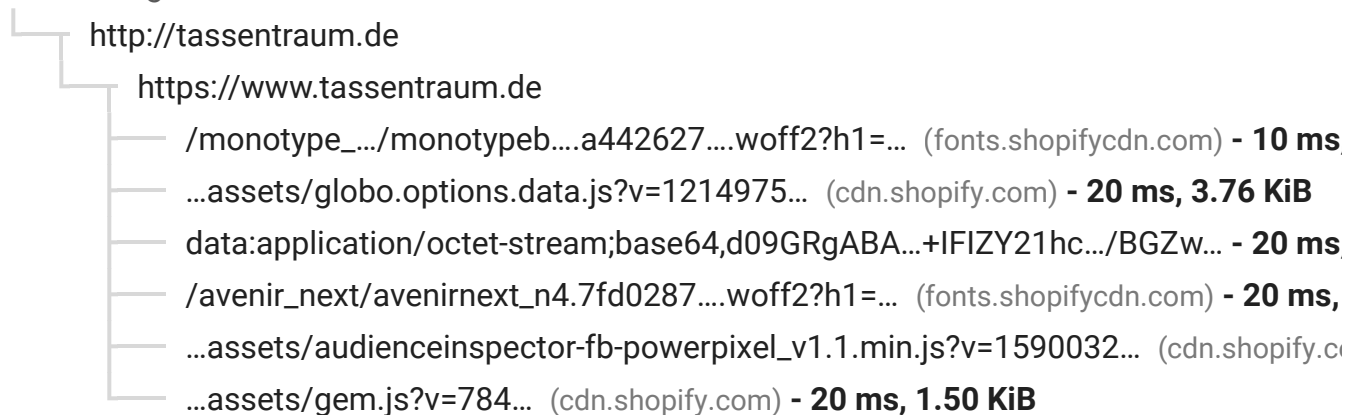 http://tassentraum.de
https://www.tassentraum.de
/monotype_…/monotypeb….a442627….woff2?h1=… (fonts.shopifycdn.com) - 10 ms,
…assets/globo.options.data.js?v=1214975… (cdn.shopify.com) - 20 ms, 3.76 KiB
data:application/octet-stream;base64,d09GRgABA…+IFIZY21hc…/BGZw… - 20 ms,
/avenir_next/avenirnext_n4.7fd0287….woff2?h1=… (fonts.shopifycdn.com) - 20 ms,
…assets/audienceinspector-fb-powerpixel_v1.1.min.js?v=1590032… (cdn.shopify.c
…assets/gem.js?v=784… (cdn.shopify.com) - 20 ms, 1.50 KiB